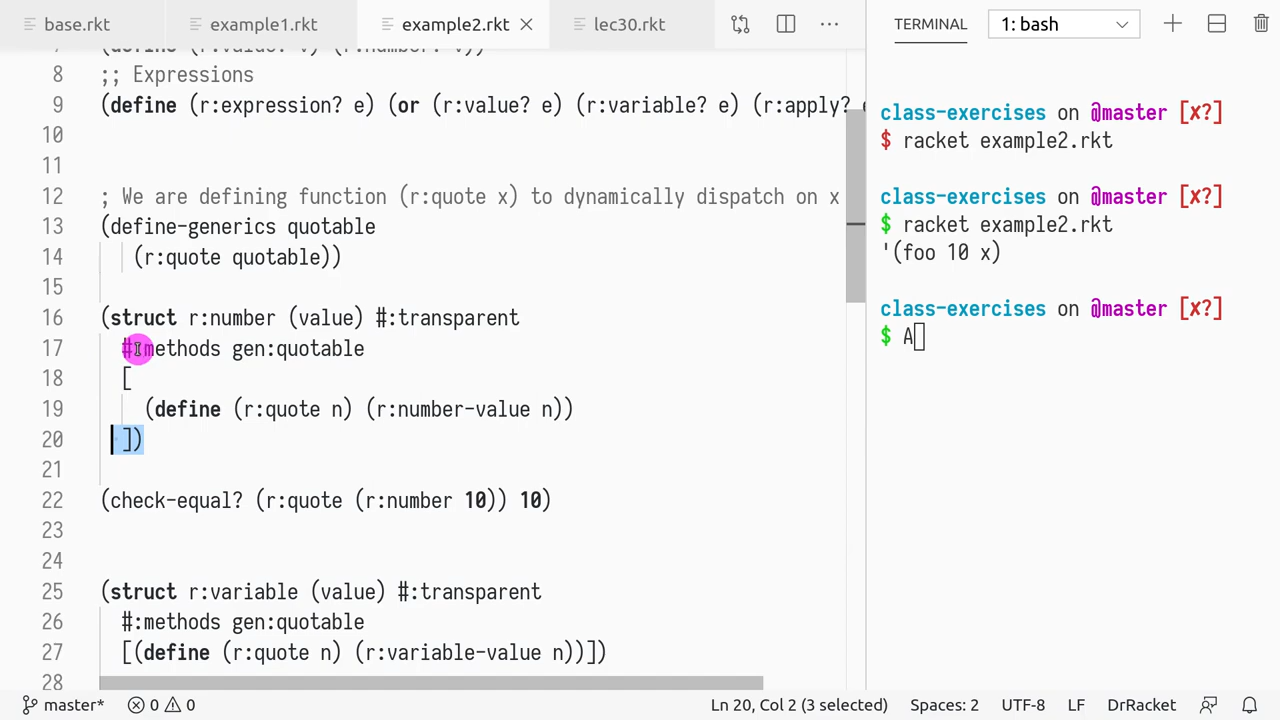 base.rkt example1.rkt example2.rkt lec30.rkt
TERMINAL 1: bash
8 ;; Expressions
9 (define (r:expression? e) (or (r:value? e) (r:variable? e) (r:apply?
10
11
12 ; We are defining function (r:quote x) to dynamically dispatch on x
13 (define-generics quotable
14 (r:quote quotable))
15
16 (struct r:number (value) #:transparent
17 #:methods gen:quotable
18 [
19 (define (r:quote n) (r:number-value n))
20 ])
21
22 (check-equal? (r:quote (r:number 10)) 10)
23
24
25 (struct r:variable (value) #:transparent
26 #:methods gen:quotable
27 [(define (r:quote n) (r:variable-value n))])
28
class-exercises on @master [✗?]
$ racket example2.rkt
class-exercises on @master [✗?]
$ racket example2.rkt
'(foo 10 x)
class-exercises on @master [✗?]
$ A
master* 0 0 Ln 20, Col 2 (3 selected) Spaces: 2 UTF-8 LF DrRacket